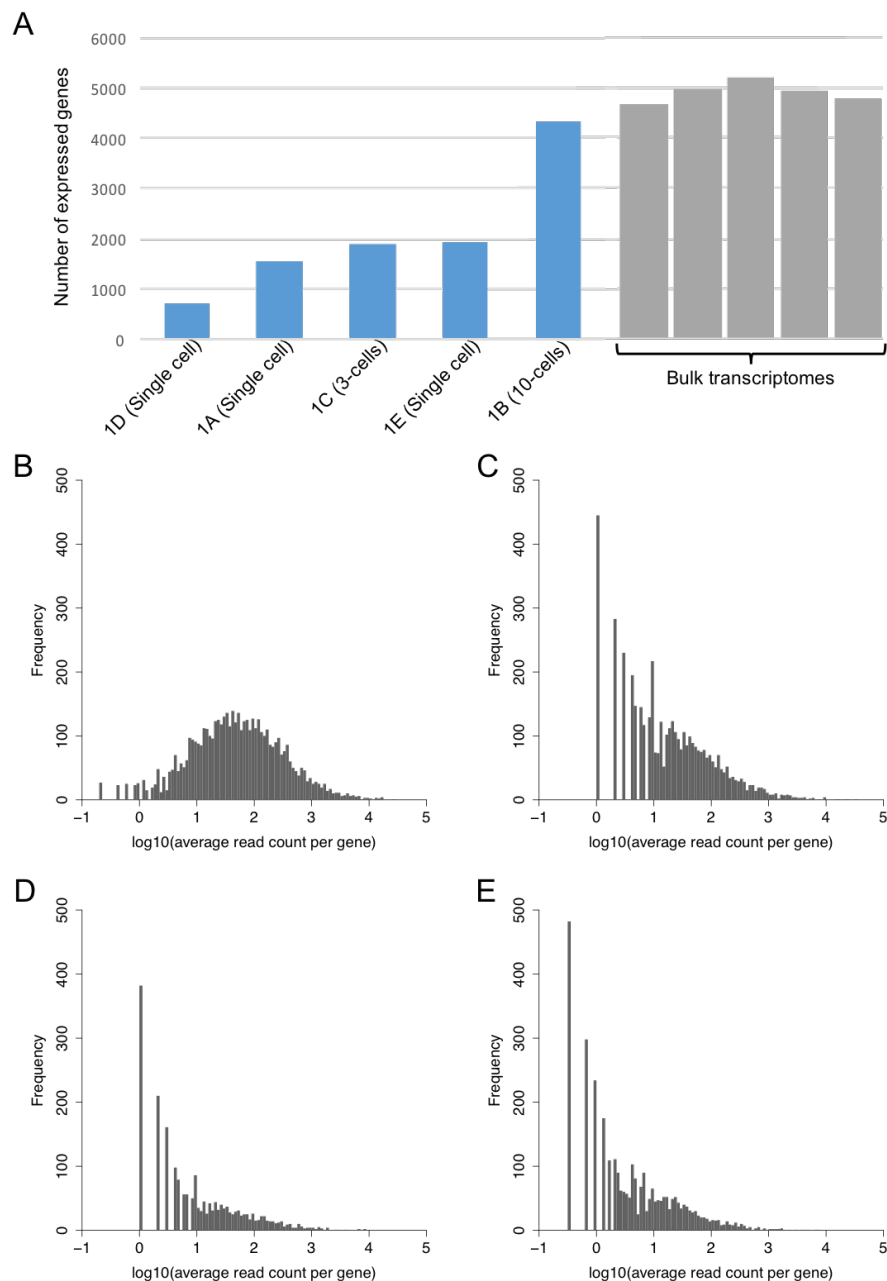 A
Number of expressed genes
6000
5000
4000
3000
2000
1000
0
1D (Single cell)
1A (Single cell)
1C (3-cells)
1E (Single cell)
1B (10-cells)
Bulk transcriptomes
B
Frequency
500
400
300
200
100
0
−1 0 1 2 3 4 5
log10(average read count per gene)
C
Frequency
500
400
300
200
100
0
−1 0 1 2 3 4 5
log10(average read count per gene)
D
Frequency
500
400
300
200
100
0
−1 0 1 2 3 4 5
log10(average read count per gene)
E
Frequency
500
400
300
200
100
0
−1 0 1 2 3 4 5
log10(average read count per gene)